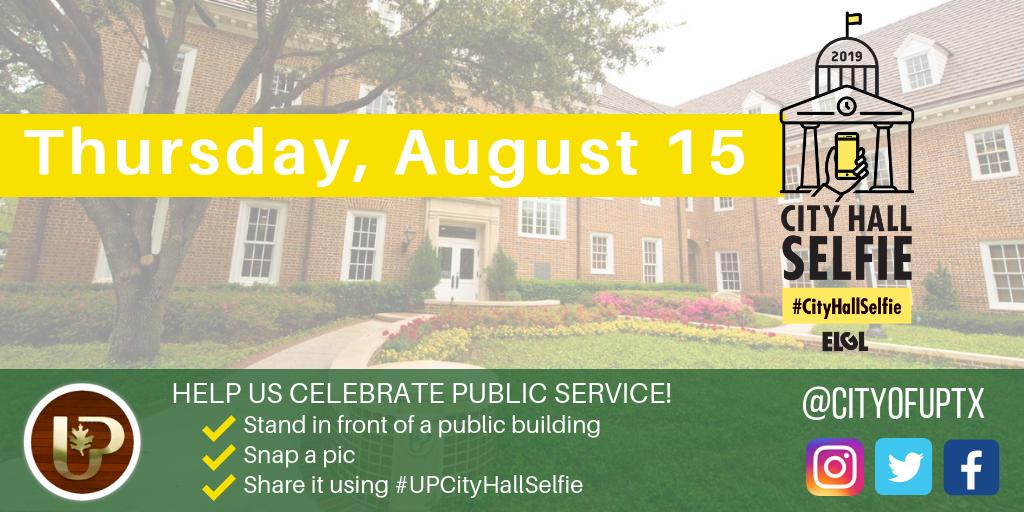 2019
Thursday, August 15
CITY HALL
SELFIE
#CityHallSelfie
ELGL
HELP US CELEBRATE PUBLIC SERVICE!
Stand in front of a public building
Snap a pic
Share it using #UPCityHallSelfie
UP
@CITYOFUPTX